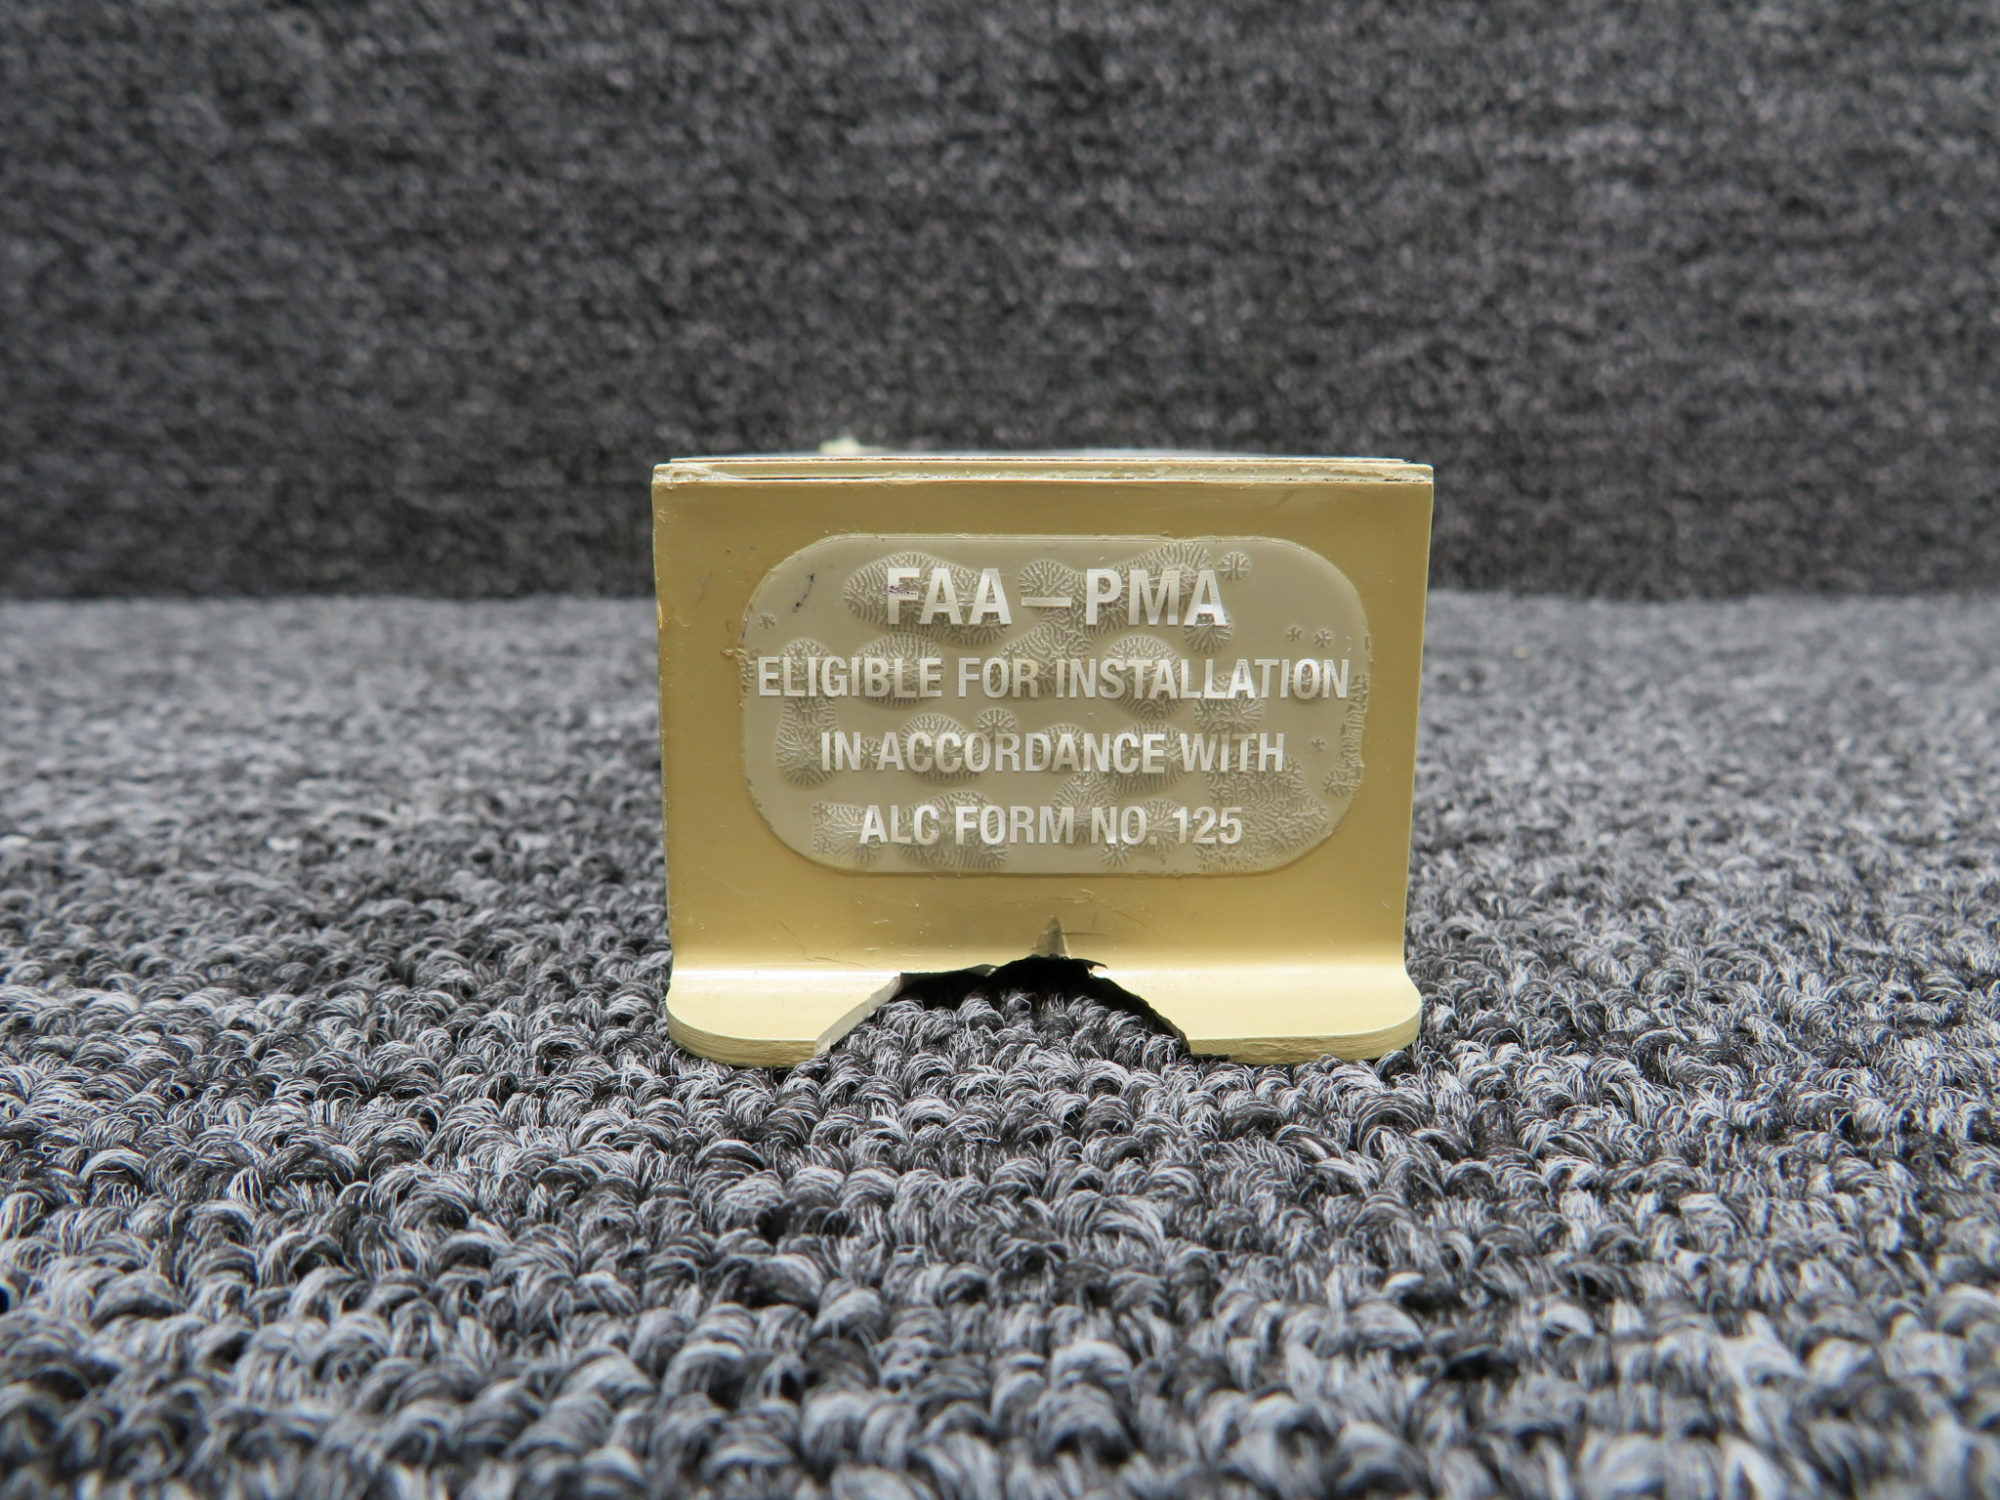 FAA–PMA
ELIGIBLE FOR INSTALLATION
IN ACCORDANCE WITH
ALC FORM NO. 125